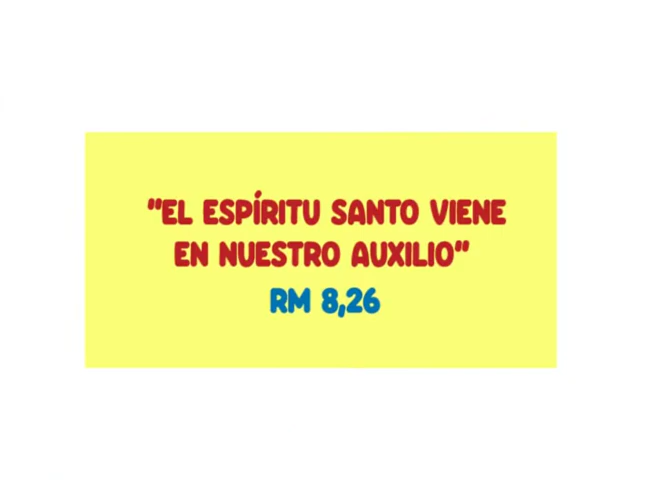 "EL ESPÍRITU SANTO VIENE
EN NUESTRO AUXILIO"
RM 8,26